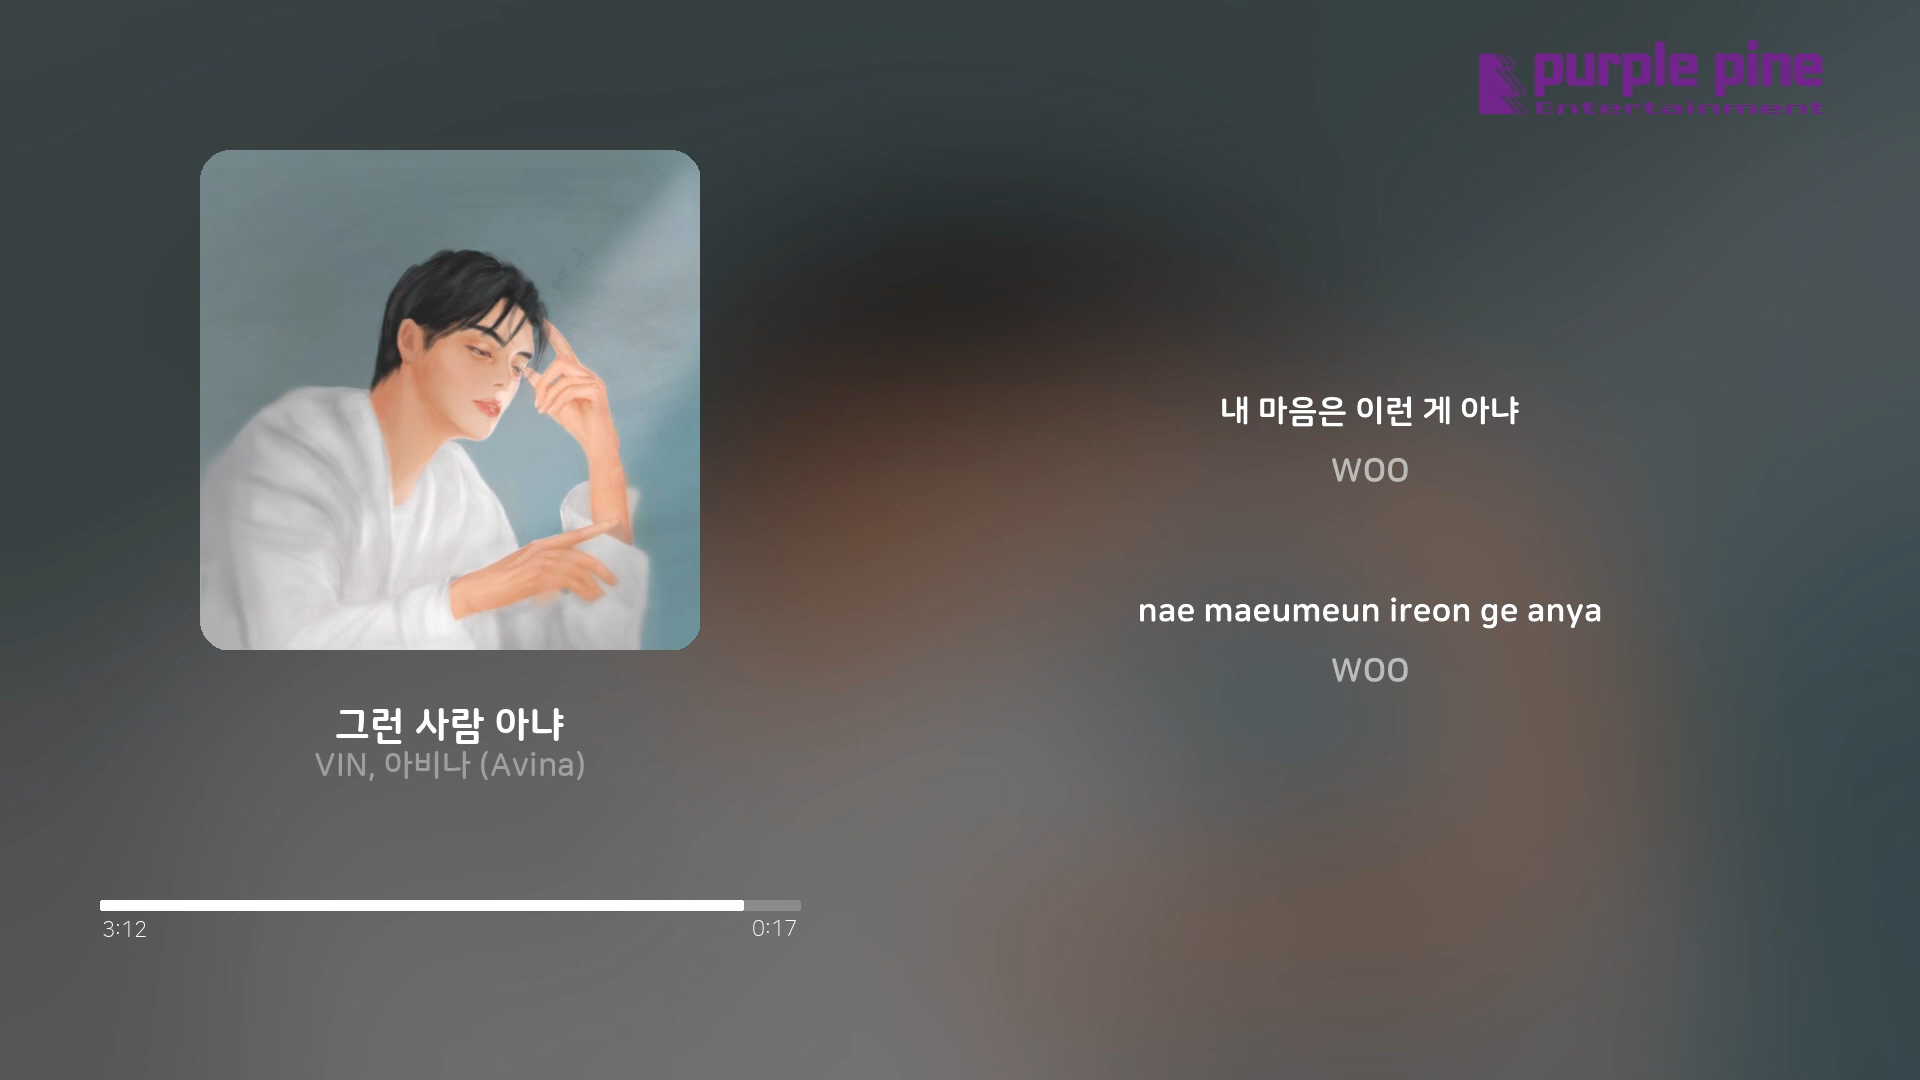 purple pine
Entertainment
내 마음은 이런 게 아냐
WOO
nae maeumeun ireon ge anya
WOO
그런 사람 아냐
VIN, 아비나 (Avina)
3:12
0:17